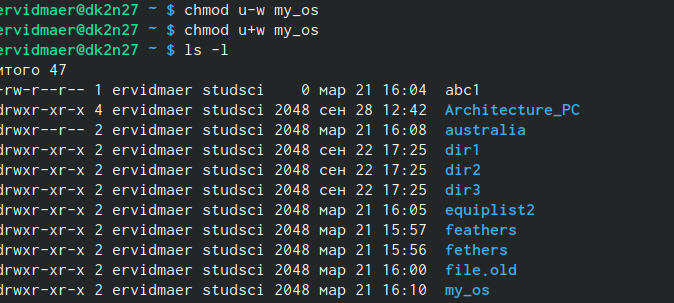 ervidmaer@dk2n27 ~ $ chmod u-w my_os
ervidmaer@dk2n27 ~ $ chmod u+w my_os
ervidmaer@dk2n27 ~ $ ls -l
итого 47
-rw-r--r-- 1 ervidmaer studsci    0 мар 21 16:04  abc1
drwxr-xr-x 4 ervidmaer studsci 2048 сен 28 12:42  Architecture_PC
drwxr--r-- 2 ervidmaer studsci 2048 мар 21 16:08  australia
drwxr-xr-x 2 ervidmaer studsci 2048 сен 22 17:25  dir1
drwxr-xr-x 2 ervidmaer studsci 2048 сен 22 17:25  dir2
drwxr-xr-x 2 ervidmaer studsci 2048 сен 22 17:25  dir3
drwxr-xr-x 2 ervidmaer studsci 2048 мар 21 16:05  equiplist2
drwxr-xr-x 2 ervidmaer studsci 2048 мар 21 15:57  feathers
drwxr-xr-x 2 ervidmaer studsci 2048 мар 21 15:56  fethers
drwxr-xr-x 2 ervidmaer studsci 2048 мар 21 16:00  file.old
drwxr-xr-x 2 ervidmaer studsci 2048 мар 21 16:10  my_os